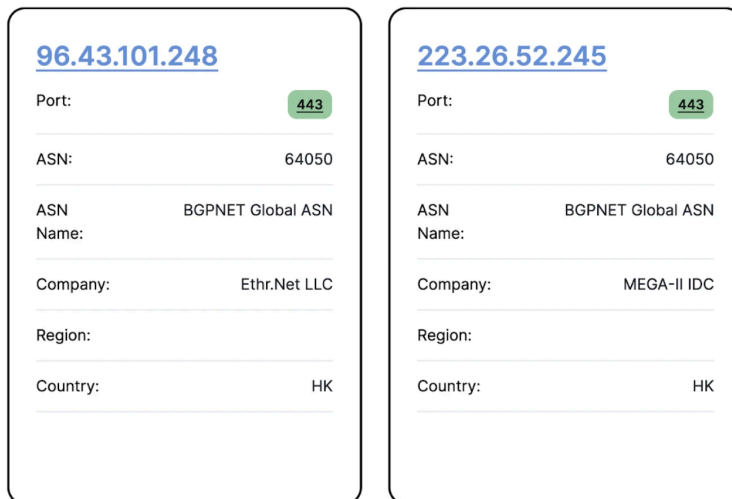 96.43.101.248
Port: 443
ASN: 64050
ASN Name: BGPNET Global ASN
Company: Ethr.Net LLC
Region:
Country: HK
223.26.52.245
Port: 443
ASN: 64050
ASN Name: BGPNET Global ASN
Company: MEGA-II IDC
Region:
Country: HK